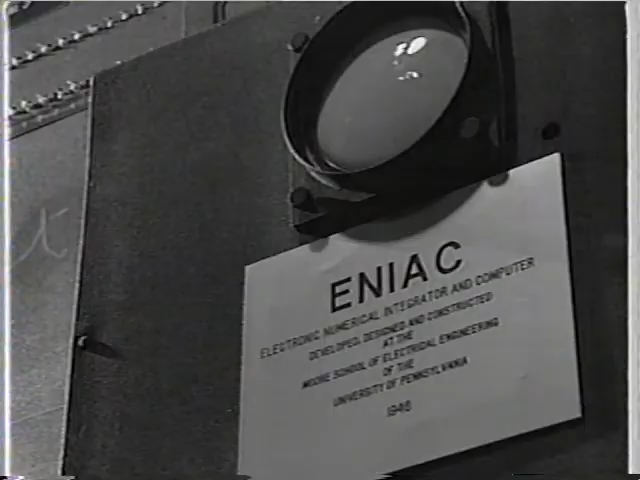 ENIAC
ELECTRONIC NUMERICAL INTEGRATOR AND COMPUTER
DEVELOPED, DESIGNED AND CONSTRUCTED
AT THE
MOORE SCHOOL OF ELECTRICAL ENGINEERING
OF THE
UNIVERSITY OF PENNSYLVANIA
1946